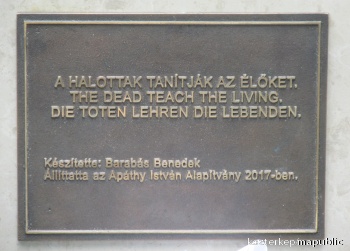 A HALOTTAK TANÍTJÁK AZ ÉLŐKET.
THE DEAD TEACH THE LIVING.
DIE TOTEN LEHREN DIE LEBENDEN.
Készítette: Barabás Benedek
Állíttatta az Apáthy István Alapítvány 2017-ben.
kozterkep mapublic